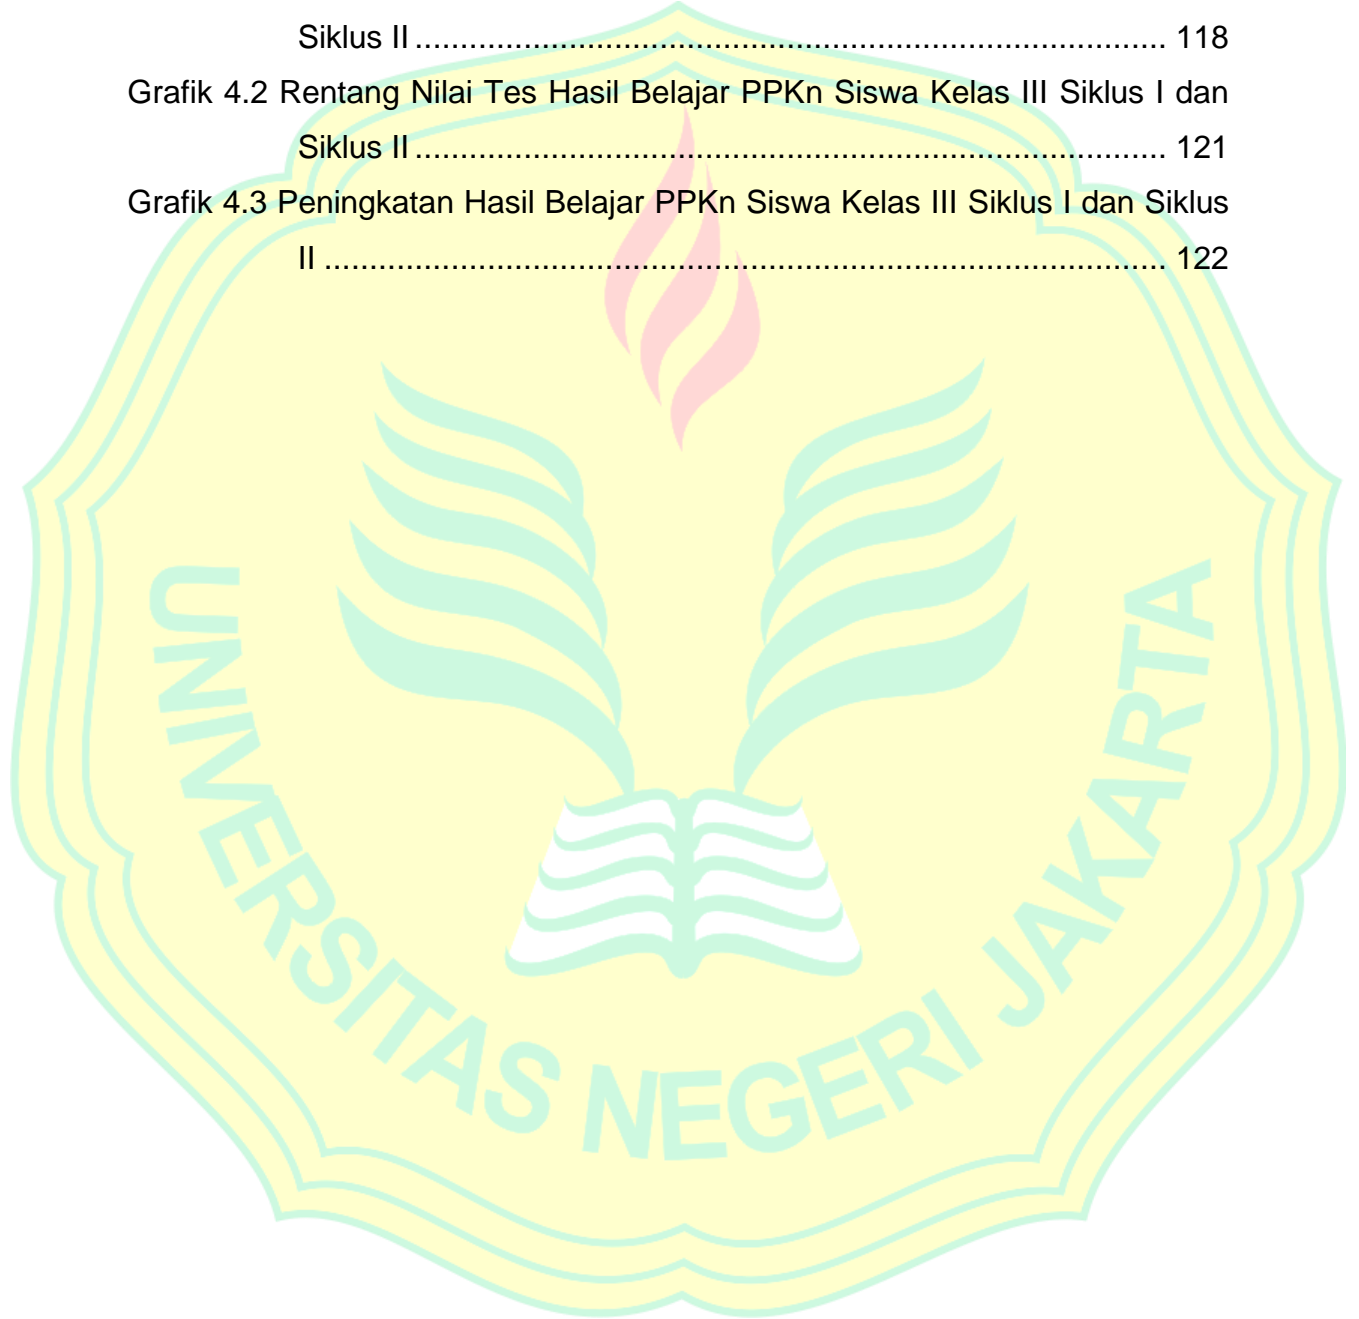 Siklus II ................................................................................... 118
Grafik 4.2 Rentang Nilai Tes Hasil Belajar PPKn Siswa Kelas III Siklus I dan
Siklus II ................................................................................... 121
Grafik 4.3 Peningkatan Hasil Belajar PPKn Siswa Kelas III Siklus I dan Siklus
II ............................................................................................. 122
UNIVERSITAS NEGERI JAKARTA